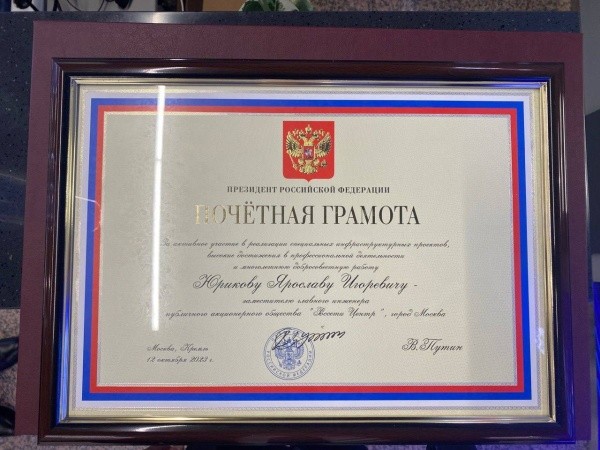 ПРЕЗИДЕНТ РОССИЙСКОЙ ФЕДЕРАЦИИ
ПОЧЁТНАЯ ГРАМОТА
За активное участие в реализации специальных инфраструктурных проектов,
высокие достижения в профессиональной деятельности
и многолетнюю добросовестную работу
Юрикову Ярославу Игоревичу -
заместителю главного инженера
публичного акционерного общества "Россети Центр", город Москва
Москва, Кремль
12 октября 2023 г.
В.Путин